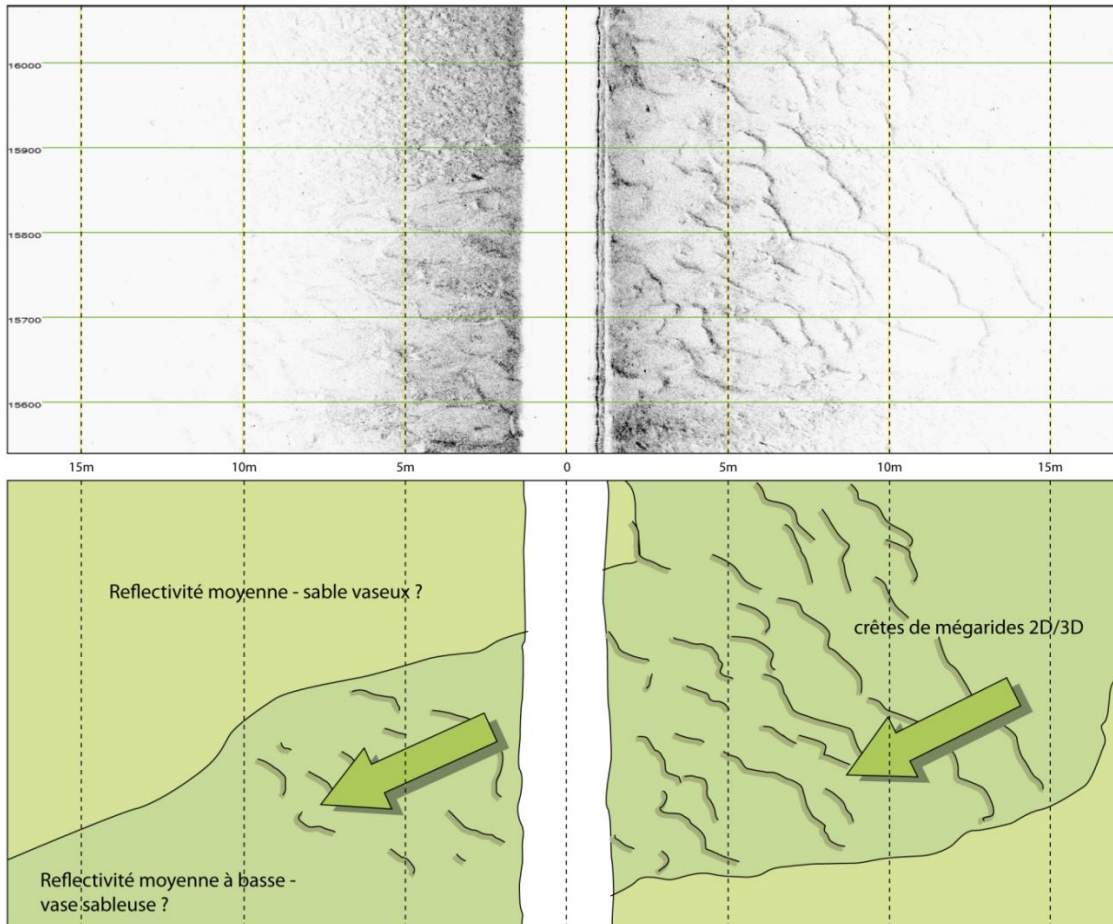 16000
15900
15800
15700
15600
15m 10m 5m 0 5m 10m 15m
Reflectivité moyenne - sable vaseux ?
crêtes de mégarides 2D/3D
Reflectivité moyenne à basse -
vase sableuse ?